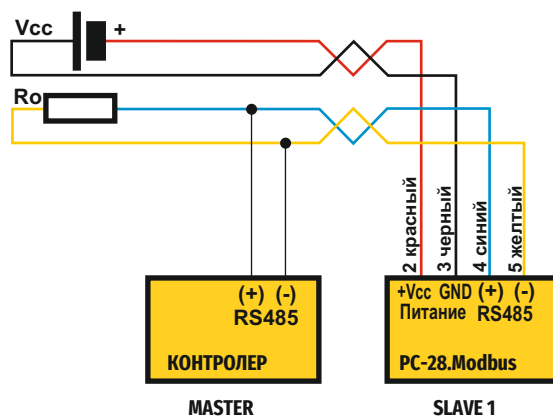 Vcc
+
Ro
2 красный
3 черный
4 синий
5 желтый
(+) (-)
RS485
КОНТРОЛЕР
MASTER
+Vcc GND (+) (-)
Питание RS485
PC-28.Modbus
SLAVE 1